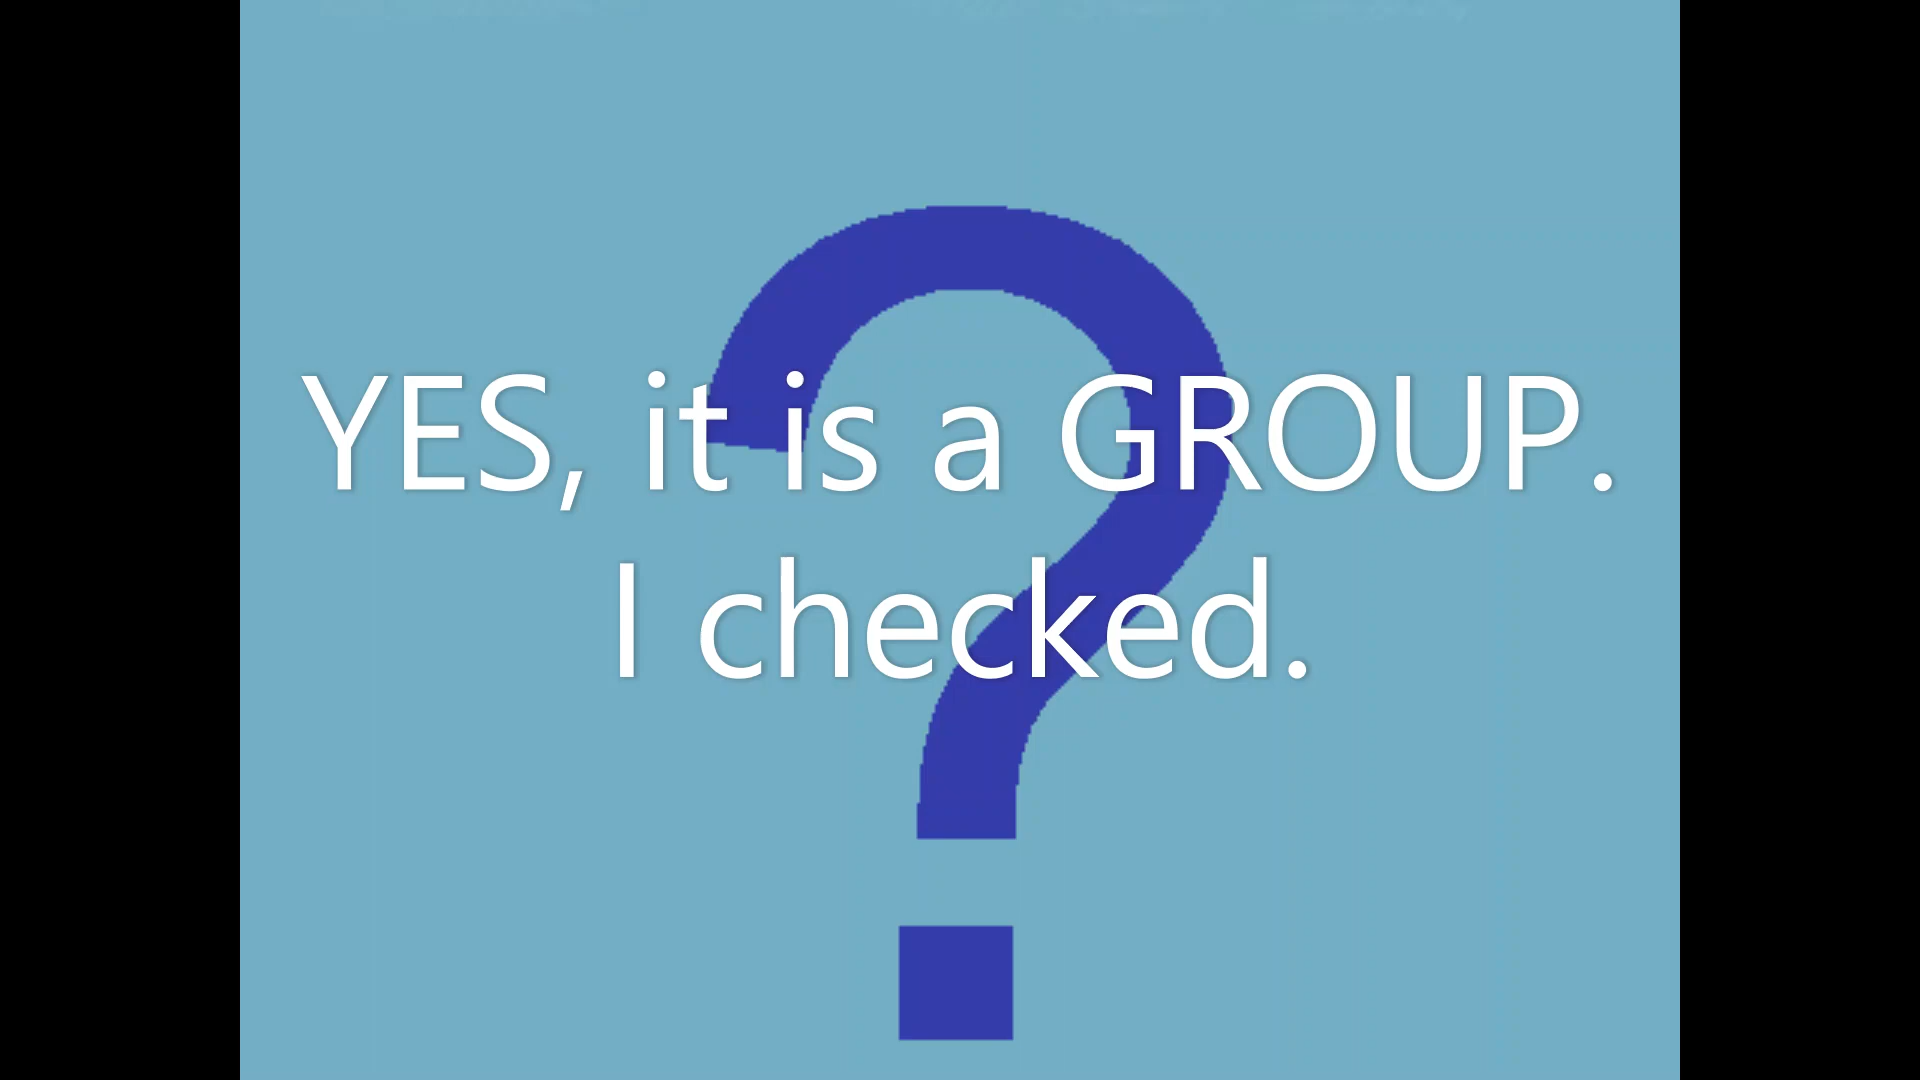 YES, it is a GROUP.
I checked.